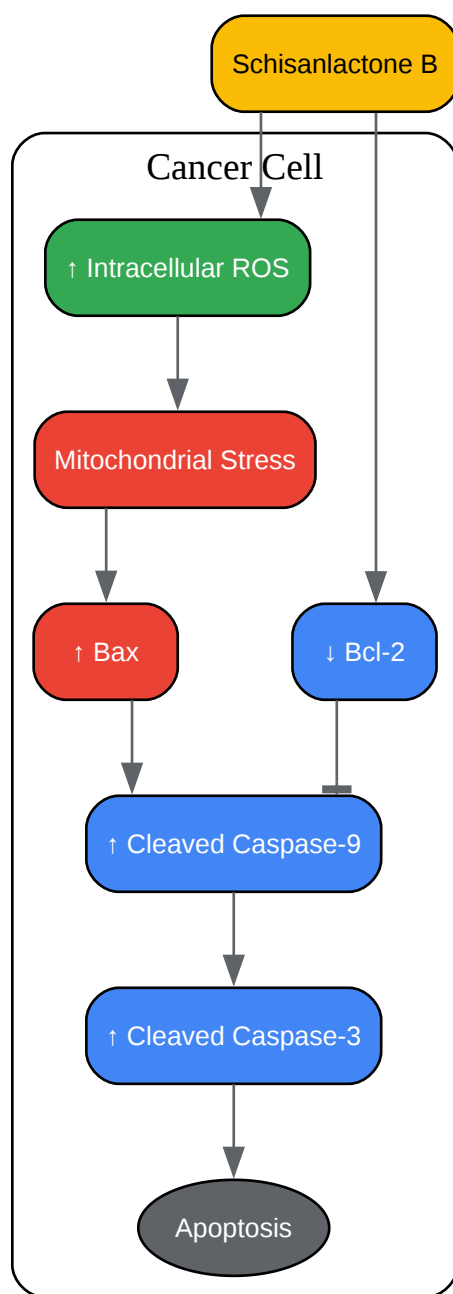 Schisanlactone B
Cancer Cell
↑ Intracellular ROS
Mitochondrial Stress
↑ Bax
↓ Bcl-2
↑ Cleaved Caspase-9
↑ Cleaved Caspase-3
Apoptosis